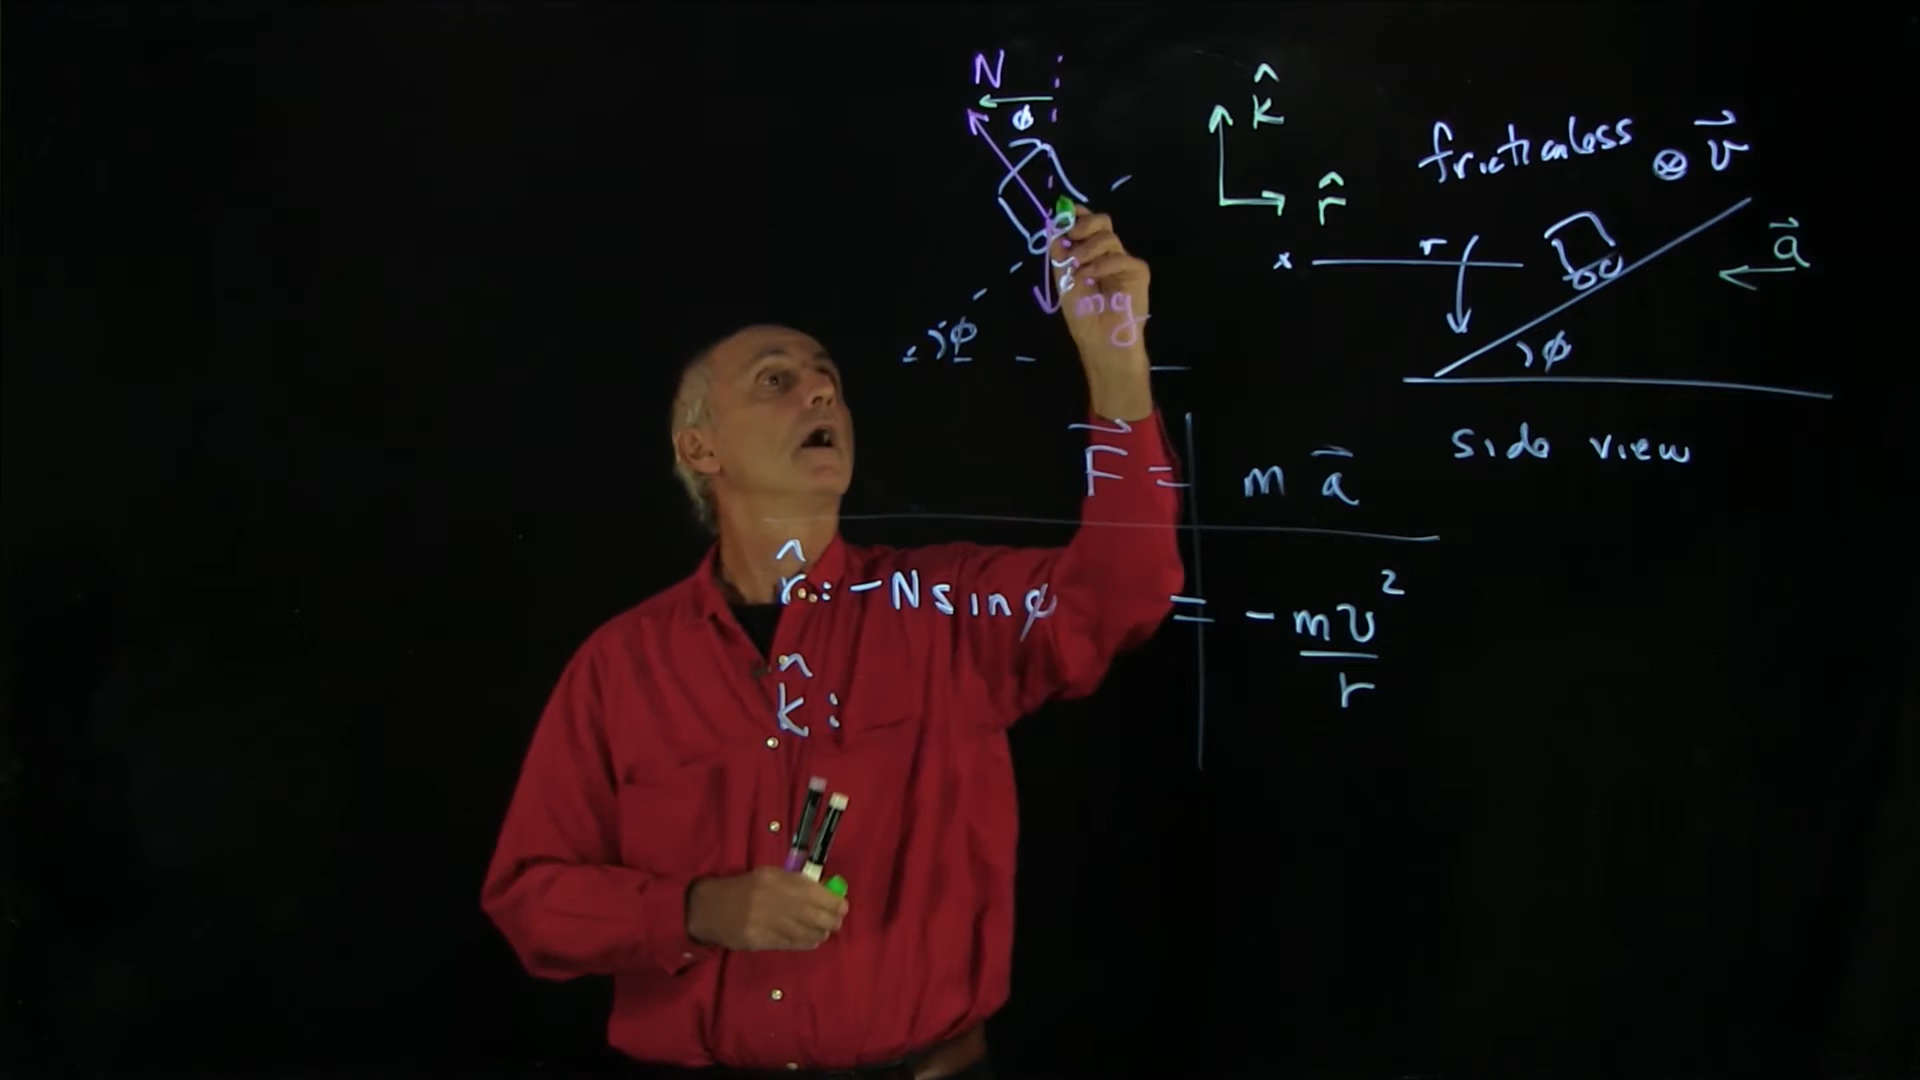 N
φ
k̂
r̂
mg
φ
frictionless ⊗ v⃗
x r
a⃗
φ
side view
F⃗ = m a⃗
r̂: -N sin φ = - mv²/r
k̂: